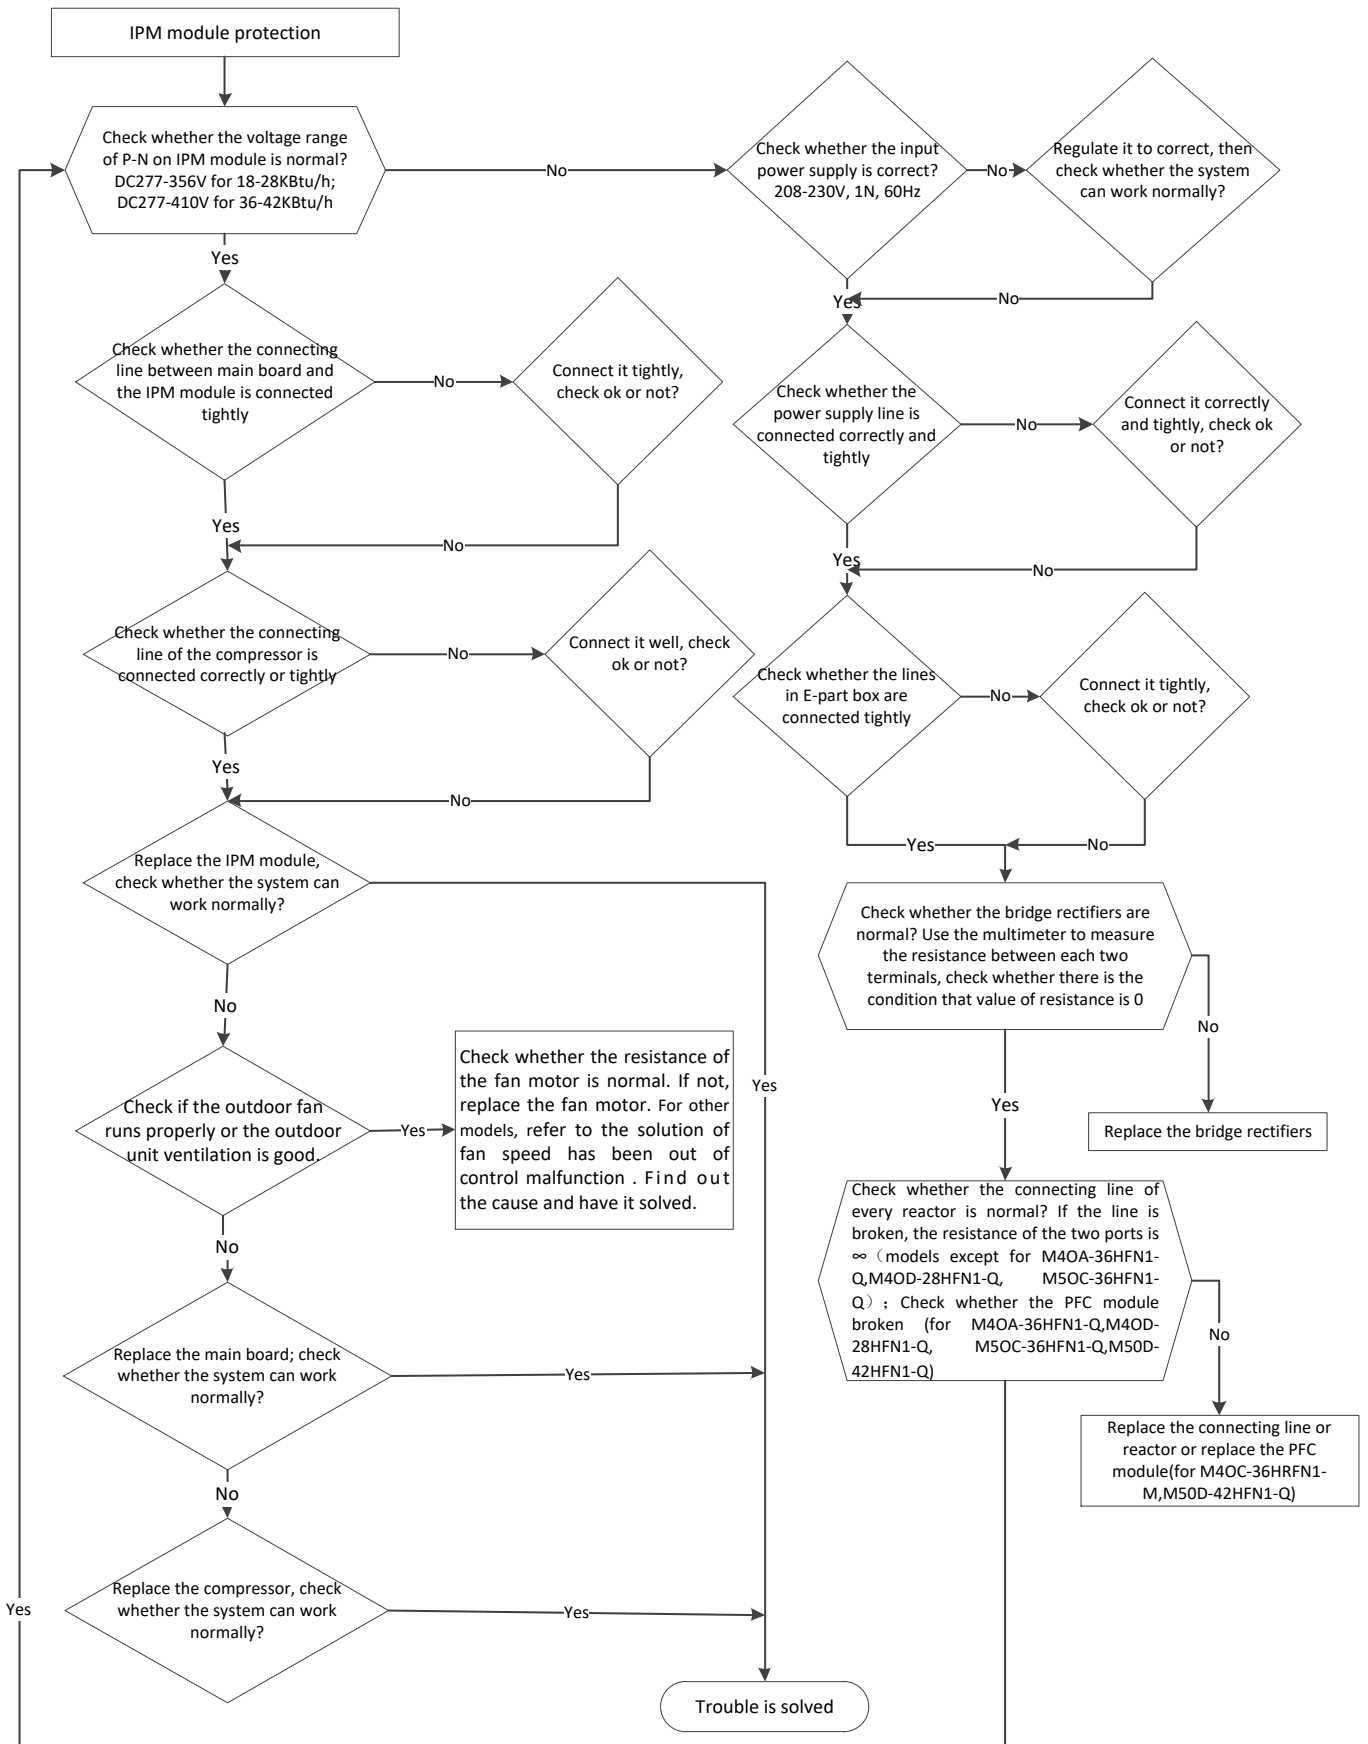 IPM module protection
Check whether the voltage range
of P-N on IPM module is normal?
DC277-356V for 18-28KBtu/h;
DC277-410V for 36-42KBtu/h
No
Check whether the input
power supply is correct?
208-230V, 1N, 60Hz
No
Regulate it to correct, then
check whether the system
can work normally?
Yes
Yes
No
Check whether the connecting
line between main board and
the IPM module is connected
tightly
No
Connect it tightly,
check ok or not?
Check whether the
power supply line is
connected correctly and
tightly
No
Connect it correctly
and tightly, check ok
or not?
Yes
No
Yes
No
Check whether the connecting
line of the compressor is
connected correctly or tightly
No
Connect it well, check
ok or not?
Check whether the lines
in E-part box are
connected tightly
No
Connect it tightly,
check ok or not?
Yes
No
Yes
No
Replace the IPM module,
check whether the system can
work normally?
Check whether the bridge rectifiers are
normal? Use the multimeter to measure
the resistance between each two
terminals, check whether there is the
condition that value of resistance is 0
No
No
Check if the outdoor fan
runs properly or the outdoor
unit ventilation is good.
Yes
Check whether the resistance of
the fan motor is normal. If not,
replace the fan motor. For other
models, refer to the solution of
fan speed has been out of
control malfunction . Find out
the cause and have it solved.
Yes
Yes
Replace the bridge rectifiers
No
Check whether the connecting line of
every reactor is normal? If the line is
broken, the resistance of the two ports is
∞（models except for M4OA-36HFN1-
Q,M4OD-28HFN1-Q, M5OC-36HFN1-
Q）; Check whether the PFC module
broken (for M4OA-36HFN1-Q,M4OD-
28HFN1-Q, M5OC-36HFN1-Q,M50D-
42HFN1-Q)
No
Replace the main board; check
whether the system can work
normally?
Yes
Replace the connecting line or
reactor or replace the PFC
module(for M4OC-36HRFN1-
M,M50D-42HFN1-Q)
No
Replace the compressor, check
whether the system can work
normally?
Yes
Yes
Trouble is solved